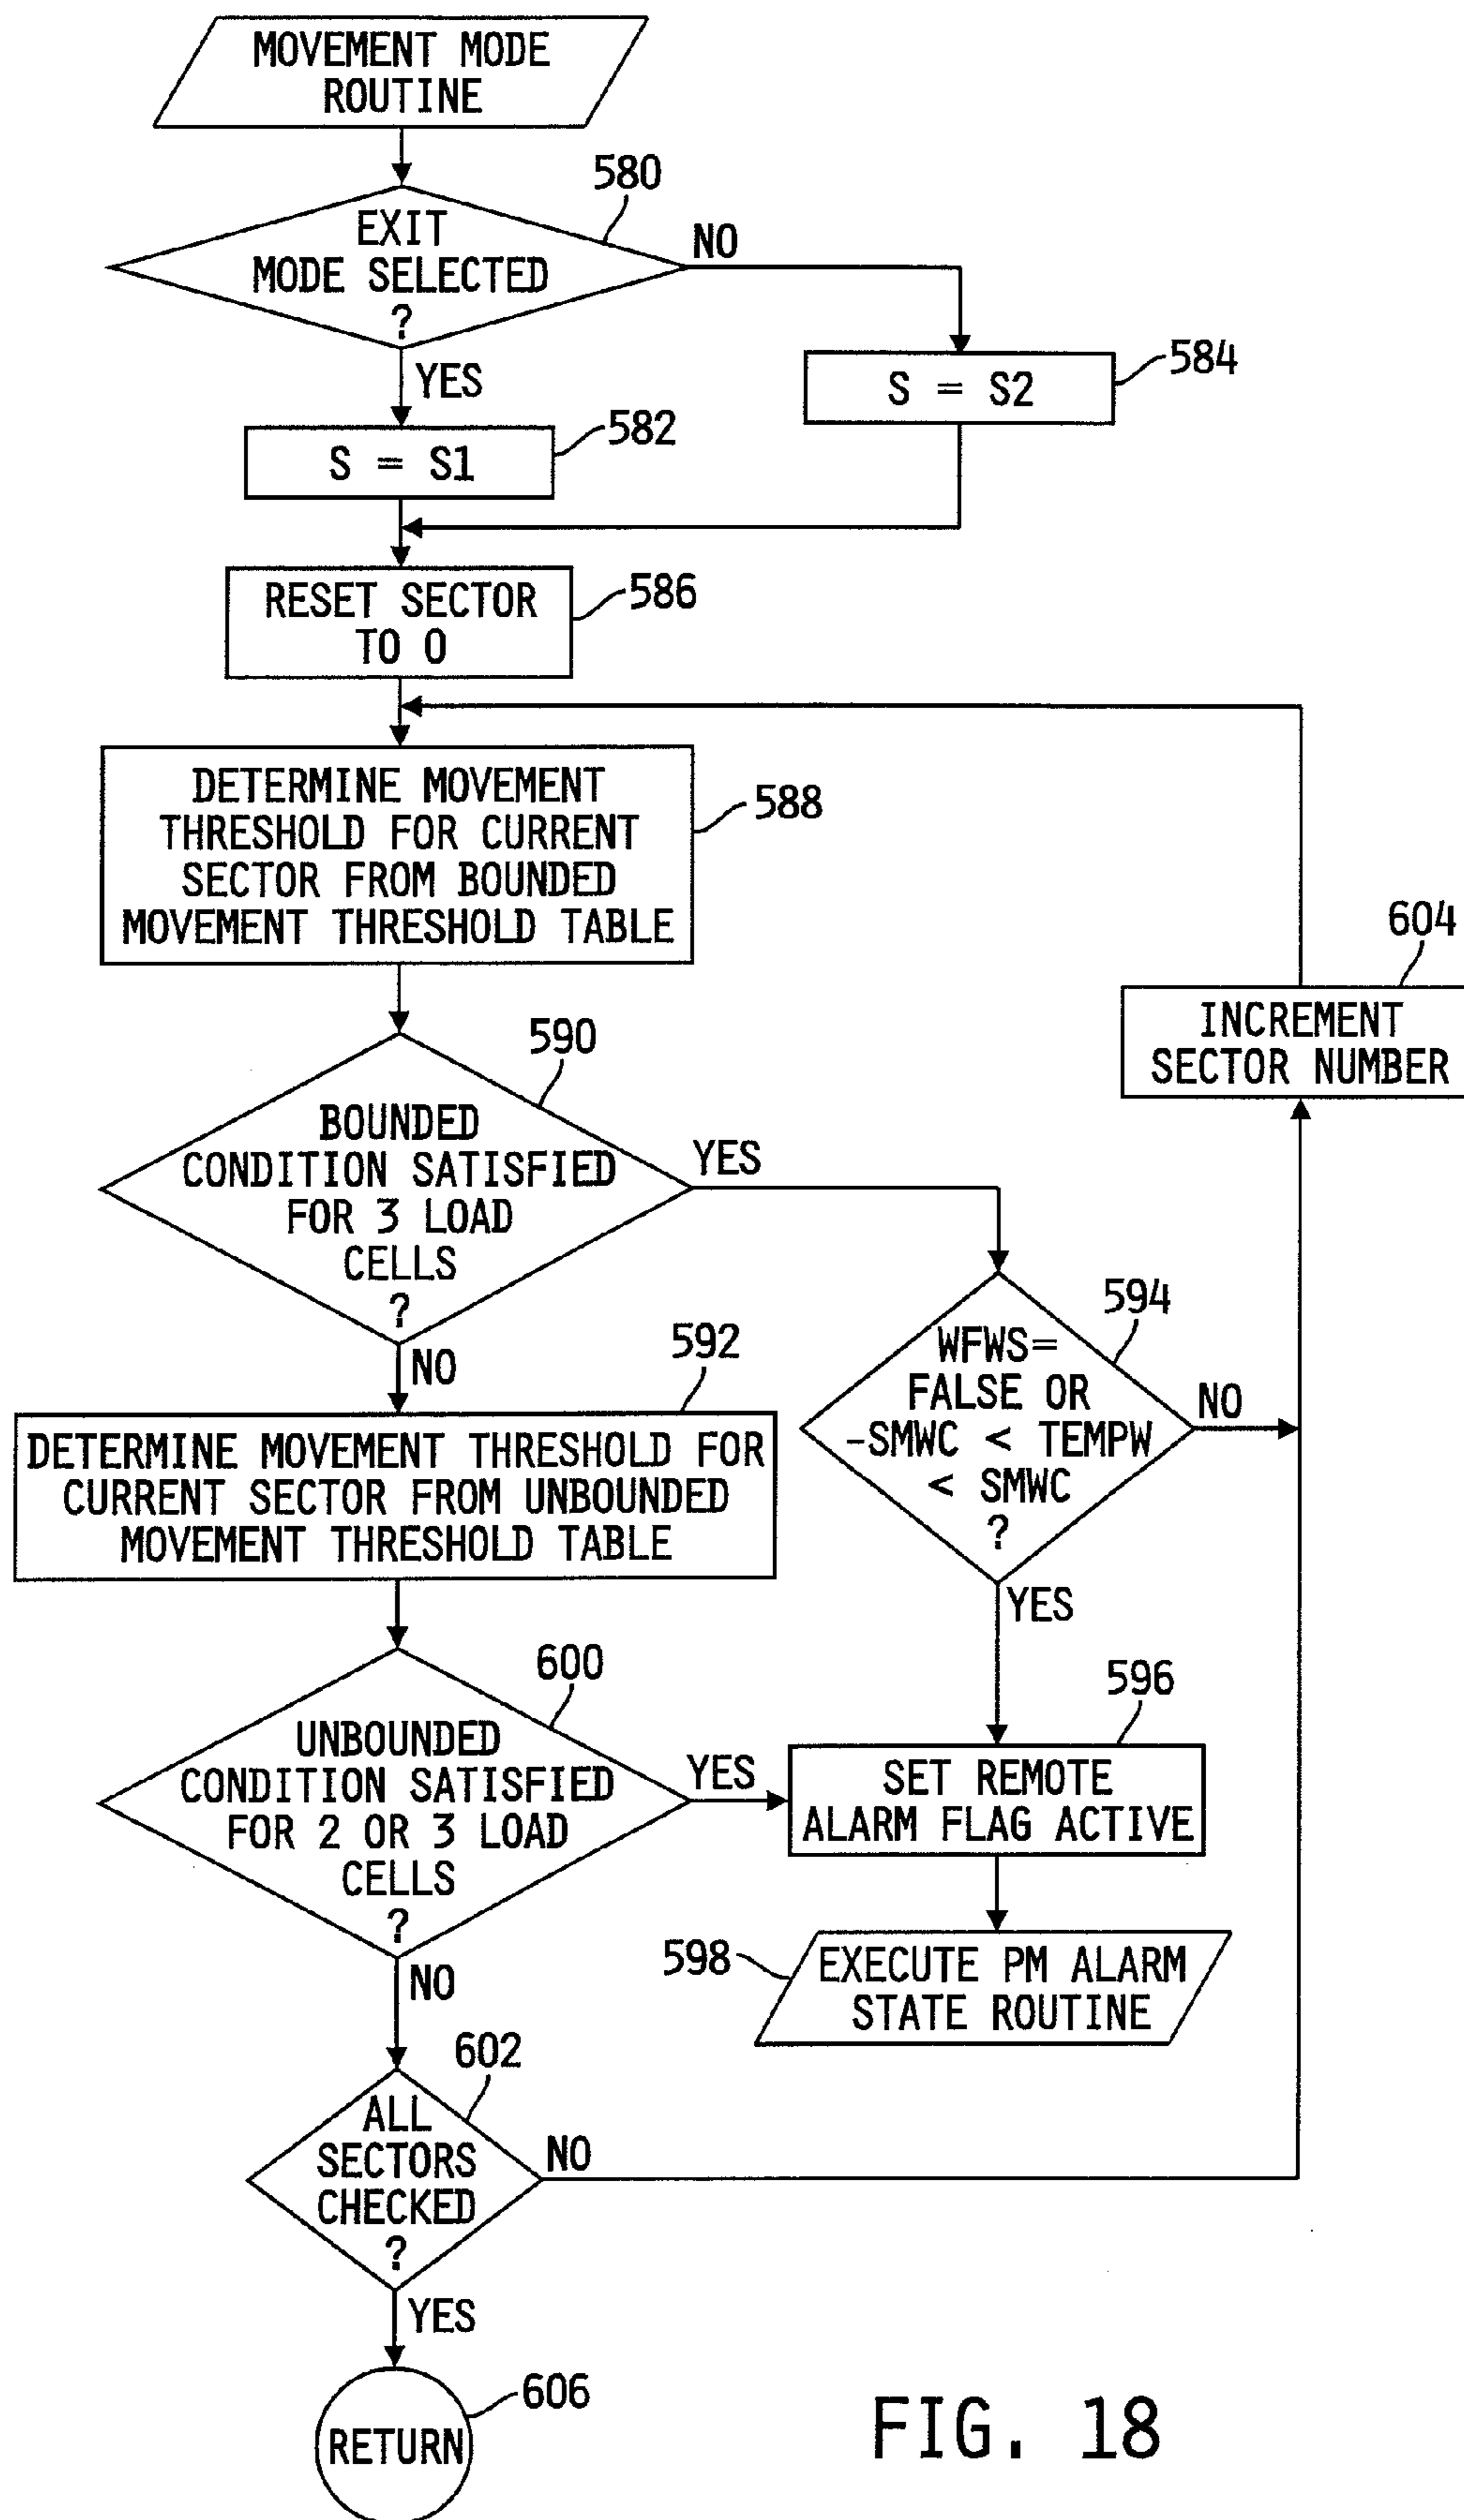 MOVEMENT MODE
ROUTINE
580
EXIT
MODE SELECTED
?
NO
YES
584
S = S2
582
S = S1
586
RESET SECTOR
TO 0
588
DETERMINE MOVEMENT
THRESHOLD FOR CURRENT
SECTOR FROM BOUNDED
MOVEMENT THRESHOLD TABLE
604
INCREMENT
SECTOR NUMBER
590
BOUNDED
CONDITION SATISFIED
FOR 3 LOAD
CELLS
?
YES
NO
594
WFWS=
FALSE OR
-SMWC < TEMPW
< SMWC
?
NO
YES
592
DETERMINE MOVEMENT THRESHOLD FOR
CURRENT SECTOR FROM UNBOUNDED
MOVEMENT THRESHOLD TABLE
600
UNBOUNDED
CONDITION SATISFIED
FOR 2 OR 3 LOAD
CELLS
?
YES
NO
596
SET REMOTE
ALARM FLAG ACTIVE
598
EXECUTE PM ALARM
STATE ROUTINE
602
ALL
SECTORS
CHECKED
?
NO
YES
606
RETURN
FIG. 18